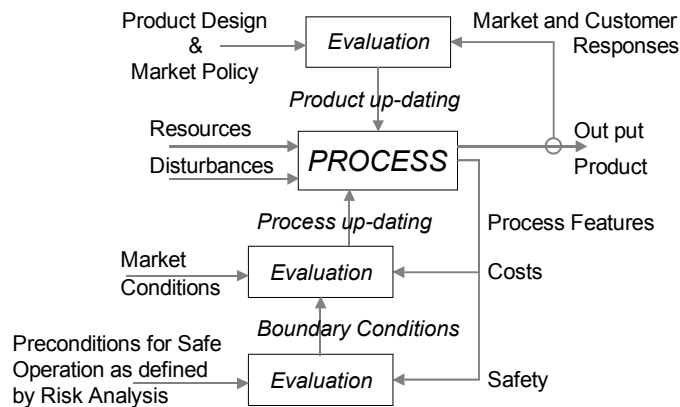 Product Design
&
Market Policy
Evaluation
Market and Customer
Responses
Product up-dating
Resources
Disturbances
PROCESS
Out put
Product
Process up-dating
Process Features
Market
Conditions
Evaluation
Costs
Boundary Conditions
Preconditions for Safe
Operation as defined
by Risk Analysis
Evaluation
Safety